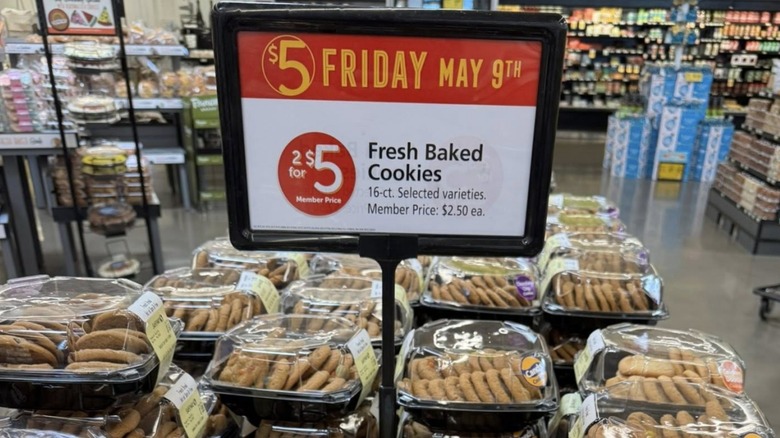 $5 FRIDAY MAY 9TH
2 $
for 5
Member Price
Fresh Baked
Cookies
16-ct. Selected varieties.
Member Price: $2.50 ea.